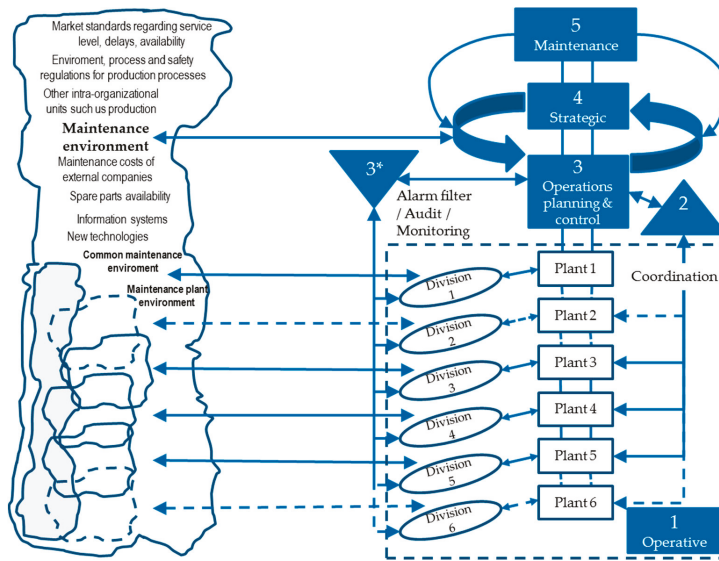 Market standards regarding service
level, delays, availability
Enviroment, process and safety
regulations for production processes
Other intra-organizational
units such us production
Maintenance
environment
Maintenance costs of
external companies
Spare parts availability
Information systems
New technologies
Common maintenance
enviroment
Maintenance plant
environment
5
Maintenance
4
Strategic
3
Operations
planning &
control
3*
Alarm filter
/ Audit /
Monitoring
2
Coordination
Division
1
Plant 1
Division
2
Plant 2
Division
3
Plant 3
Division
4
Plant 4
Division
5
Plant 5
Division
6
Plant 6
1
Operative